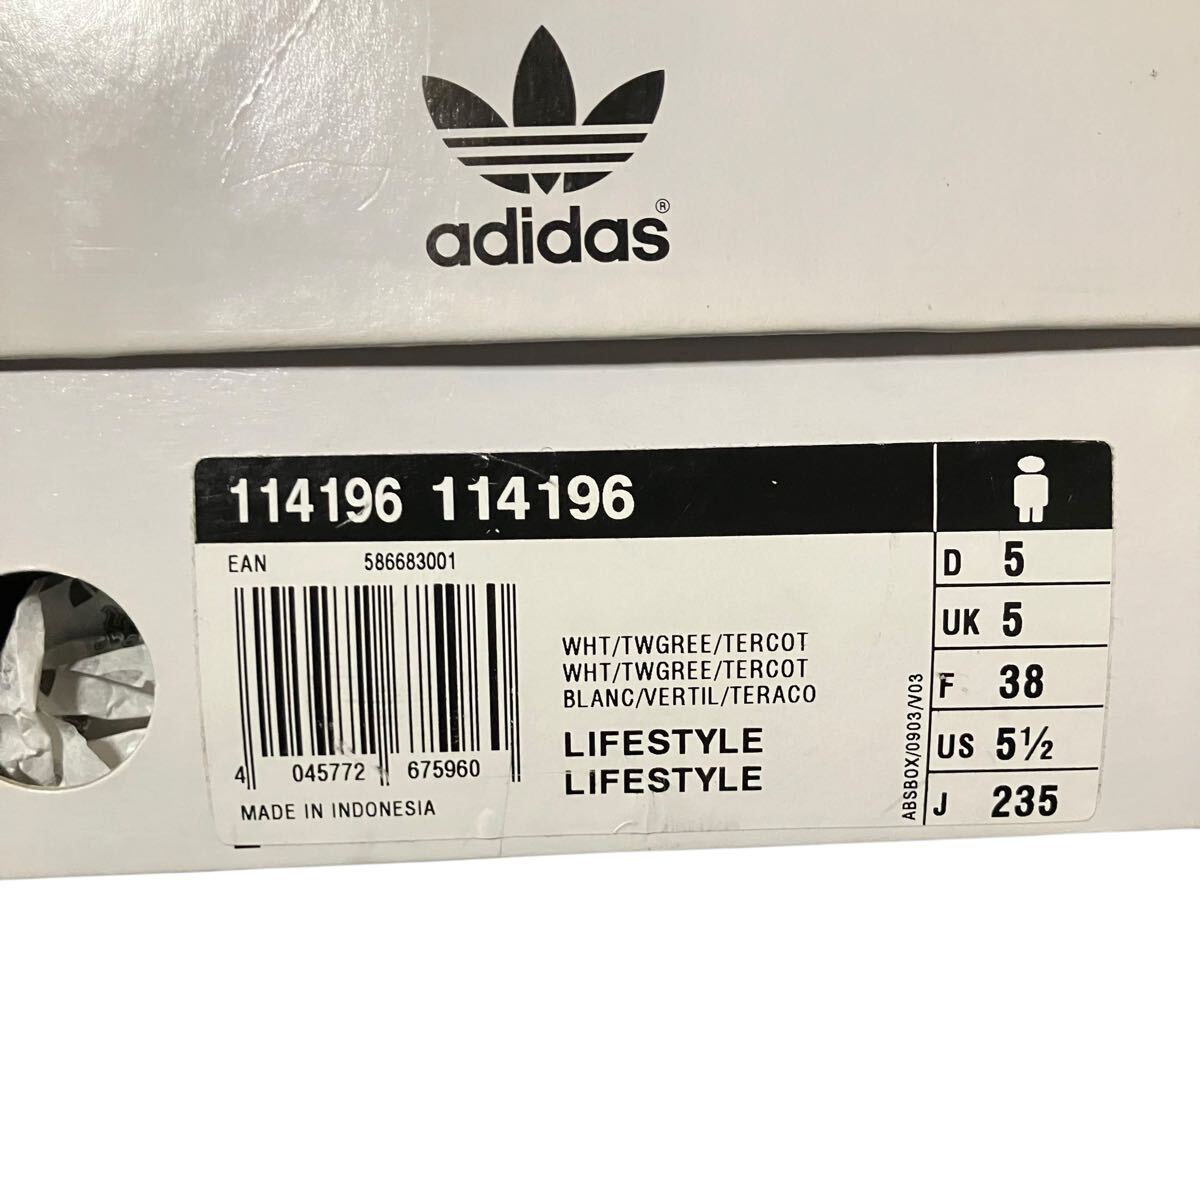 adidas®
114196 114196
EAN 586683001
WHT/TWGREE/TERCOT
WHT/TWGREE/TERCOT
BLANC/VERTIL/TERACO
LIFESTYLE
LIFESTYLE
4 045772 675960
MADE IN INDONESIA
ABSBOX/0903/V03
D 5
UK 5
F 38
US 5½
J 235